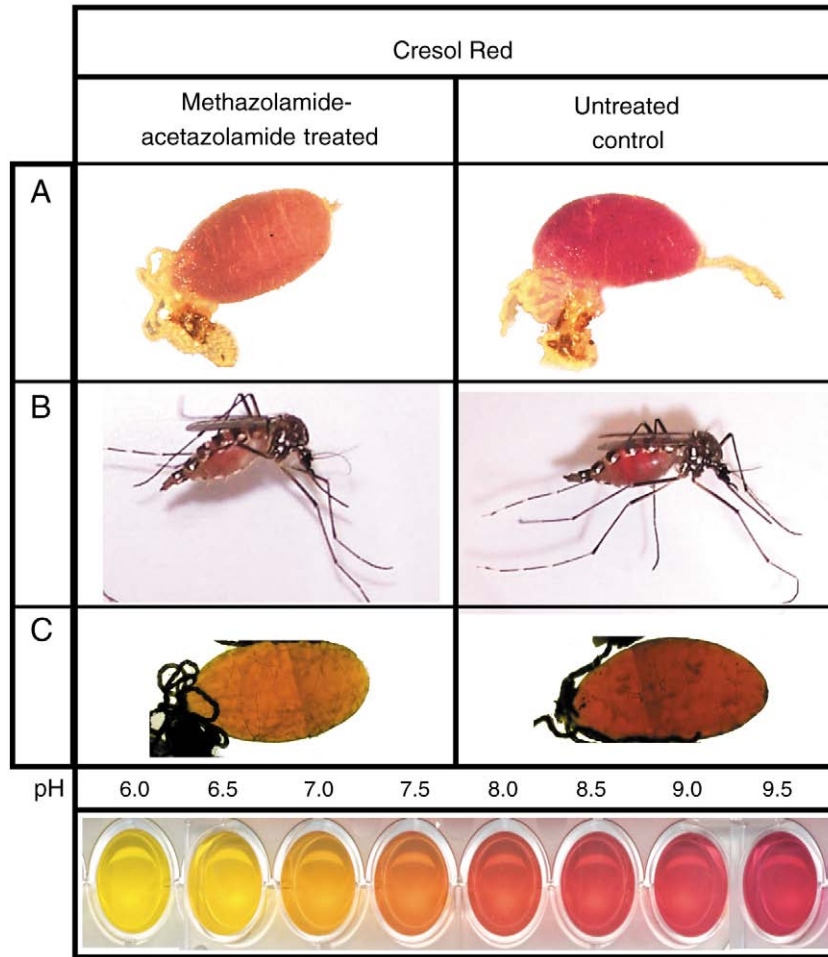 Cresol Red
Methazolamide-
acetazolamide treated
Untreated
control
A
B
C
pH 6.0 6.5 7.0 7.5 8.0 8.5 9.0 9.5